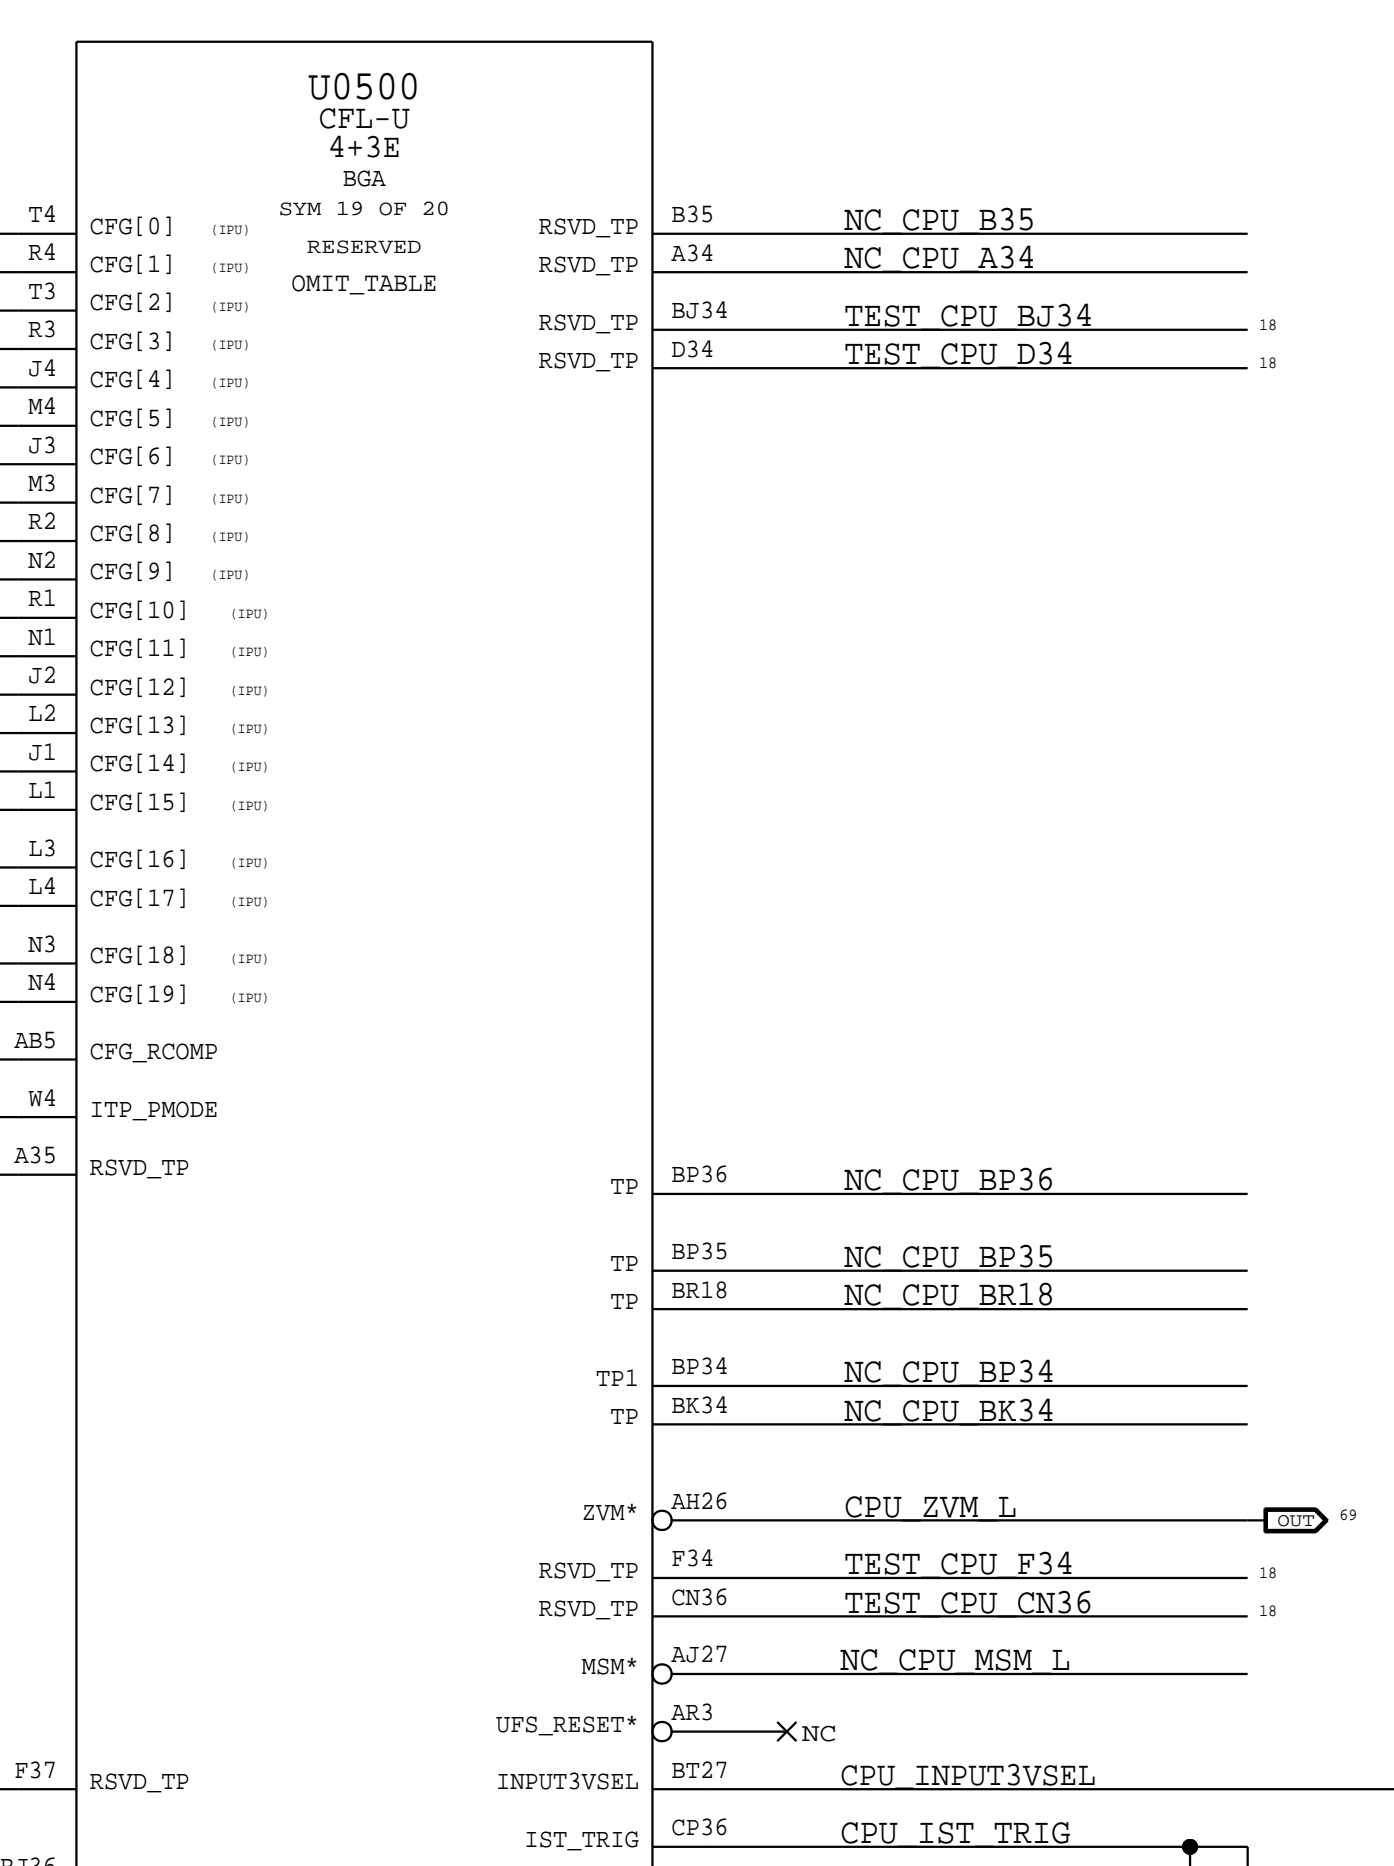 U0500
CFL-U
4+3E
BGA
SYM 19 OF 20
RESERVED
OMIT_TABLE
T4 CFG[0] (IPU) RSVD_TP B35 NC_CPU_B35
R4 CFG[1] (IPU) RSVD_TP A34 NC_CPU_A34
T3 CFG[2] (IPU)
RSVD_TP BJ34 TEST_CPU_BJ34 18
R3 CFG[3] (IPU)
RSVD_TP D34 TEST_CPU_D34 18
J4 CFG[4] (IPU)
M4 CFG[5] (IPU)
J3 CFG[6] (IPU)
M3 CFG[7] (IPU)
R2 CFG[8] (IPU)
N2 CFG[9] (IPU)
R1 CFG[10] (IPU)
N1 CFG[11] (IPU)
J2 CFG[12] (IPU)
L2 CFG[13] (IPU)
J1 CFG[14] (IPU)
L1 CFG[15] (IPU)
L3 CFG[16] (IPU)
L4 CFG[17] (IPU)
N3 CFG[18] (IPU)
N4 CFG[19] (IPU)
AB5 CFG_RCOMP
W4 ITP_PMODE
A35 RSVD_TP
TP BP36 NC_CPU_BP36
TP BP35 NC_CPU_BP35
TP BR18 NC_CPU_BR18
TP1 BP34 NC_CPU_BP34
TP BK34 NC_CPU_BK34
ZVM* AH26 CPU_ZVM_L OUT 69
RSVD_TP F34 TEST_CPU_F34 18
RSVD_TP CN36 TEST_CPU_CN36 18
MSM* AJ27 NC_CPU_MSM_L
UFS_RESET* AR3 NC
F37 RSVD_TP INPUT3VSEL BT27 CPU_INPUT3VSEL
IST_TRIG CP36 CPU_IST_TRIG